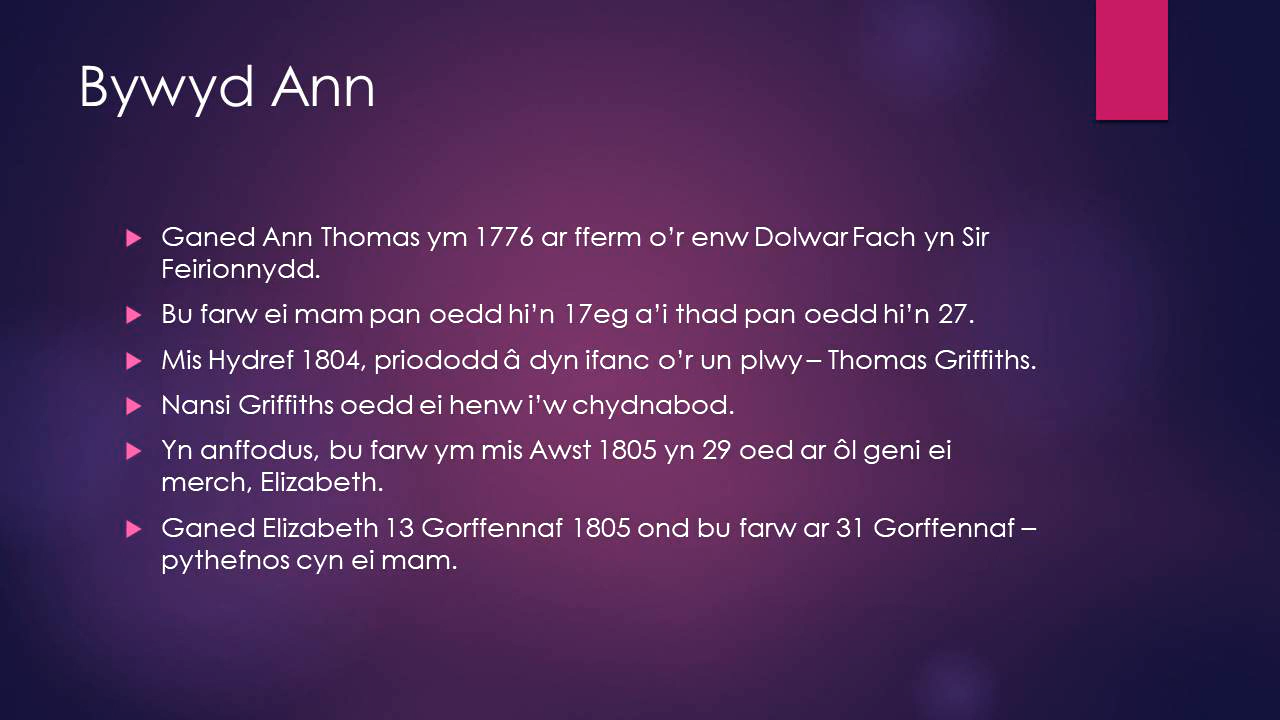 Bywyd Ann
Ganed Ann Thomas ym 1776 ar fferm o’r enw Dolwar Fach yn Sir
Feirionnydd.
Bu farw ei mam pan oedd hi’n 17eg a’i thad pan oedd hi’n 27.
Mis Hydref 1804, priododd â dyn ifanc o’r un plwy – Thomas Griffiths.
Nansi Griffiths oedd ei henw i’w chydnabod.
Yn anffodus, bu farw ym mis Awst 1805 yn 29 oed ar ôl geni ei
merch, Elizabeth.
Ganed Elizabeth 13 Gorffennaf 1805 ond bu farw ar 31 Gorffennaf –
pythefnos cyn ei mam.